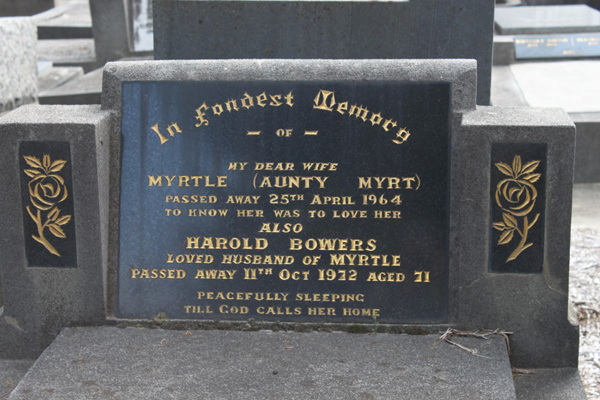 In Fondest Memory
— OF —
MY DEAR WIFE
MYRTLE (AUNTY MYRT)
PASSED AWAY 25TH APRIL 1964
TO KNOW HER WAS TO LOVE HER
ALSO
HAROLD BOWERS
LOVED HUSBAND OF MYRTLE
PASSED AWAY 11TH OCT 1972 AGED 71
PEACEFULLY SLEEPING
TILL GOD CALLS HER HOME